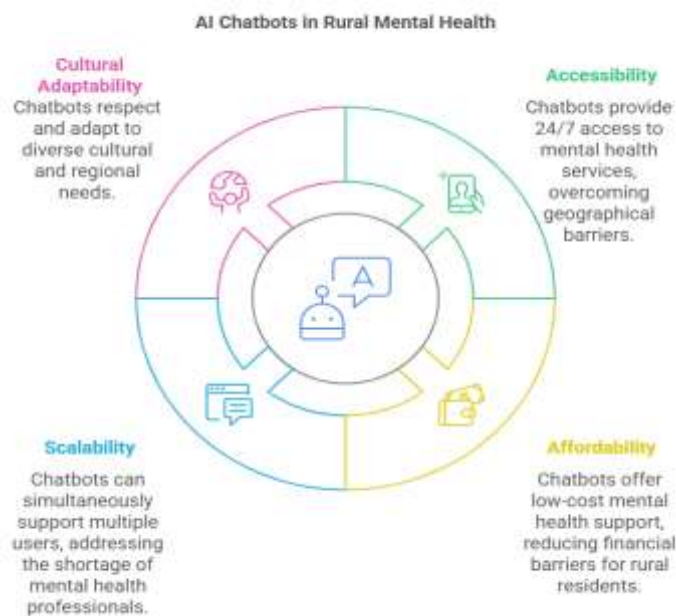 AI Chatbots in Rural Mental Health
Cultural
Adaptability
Chatbots respect
and adapt to
diverse cultural
and regional
needs.
Accessibility
Chatbots provide
24/7 access to
mental health
services,
overcoming
geographical
barriers.
A
Scalability
Chatbots can
simultaneously
support multiple
users, addressing
the shortage of
mental health
professionals.
Affordability
Chatbots offer
low-cost mental
health support,
reducing financial
barriers for rural
residents.